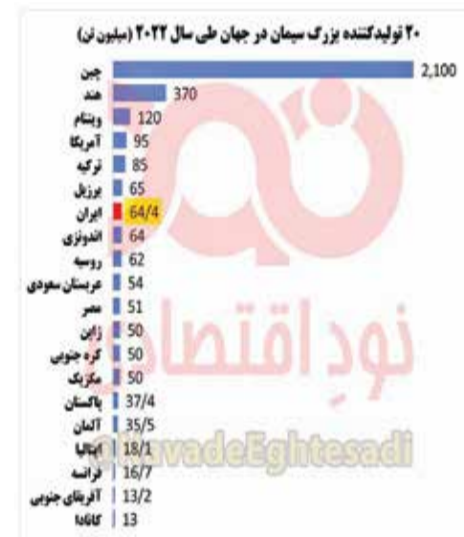 ۲۰ تولیدکننده بزرگ سیمان در جهان طی سال ۲۰۲۲ (میلیون تن)
چین 2,100
هند 370
ویتنام 120
آمریکا 95
ترکیه 85
برزیل 65
ایران 64/4
اندونزی 64
روسیه 62
عربستان سعودی 54
مصر 51
ژاپن 50
کره جنوبی 50
مکزیک 50
پاکستان 37/4
آلمان 35/5
ایتالیا 18/1
فرانسه 16/7
آفریقای جنوبی 13/2
کانادا 13
نودِ اقتصادی
@NavadeEghtesadi